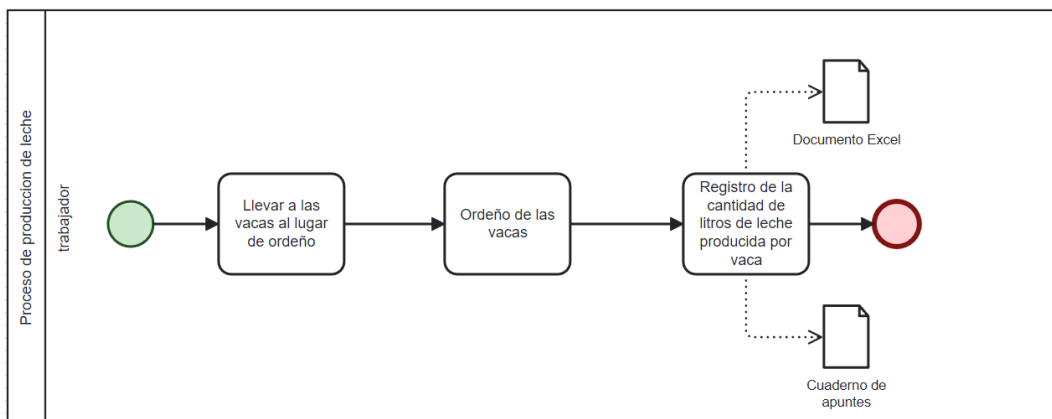 Proceso de produccion de leche
trabajador
Llevar a las
vacas al lugar
de ordeño
Ordeño de las
vacas
Registro de la
cantidad de
litros de leche
producida por
vaca
Documento Excel
Cuaderno de
apuntes